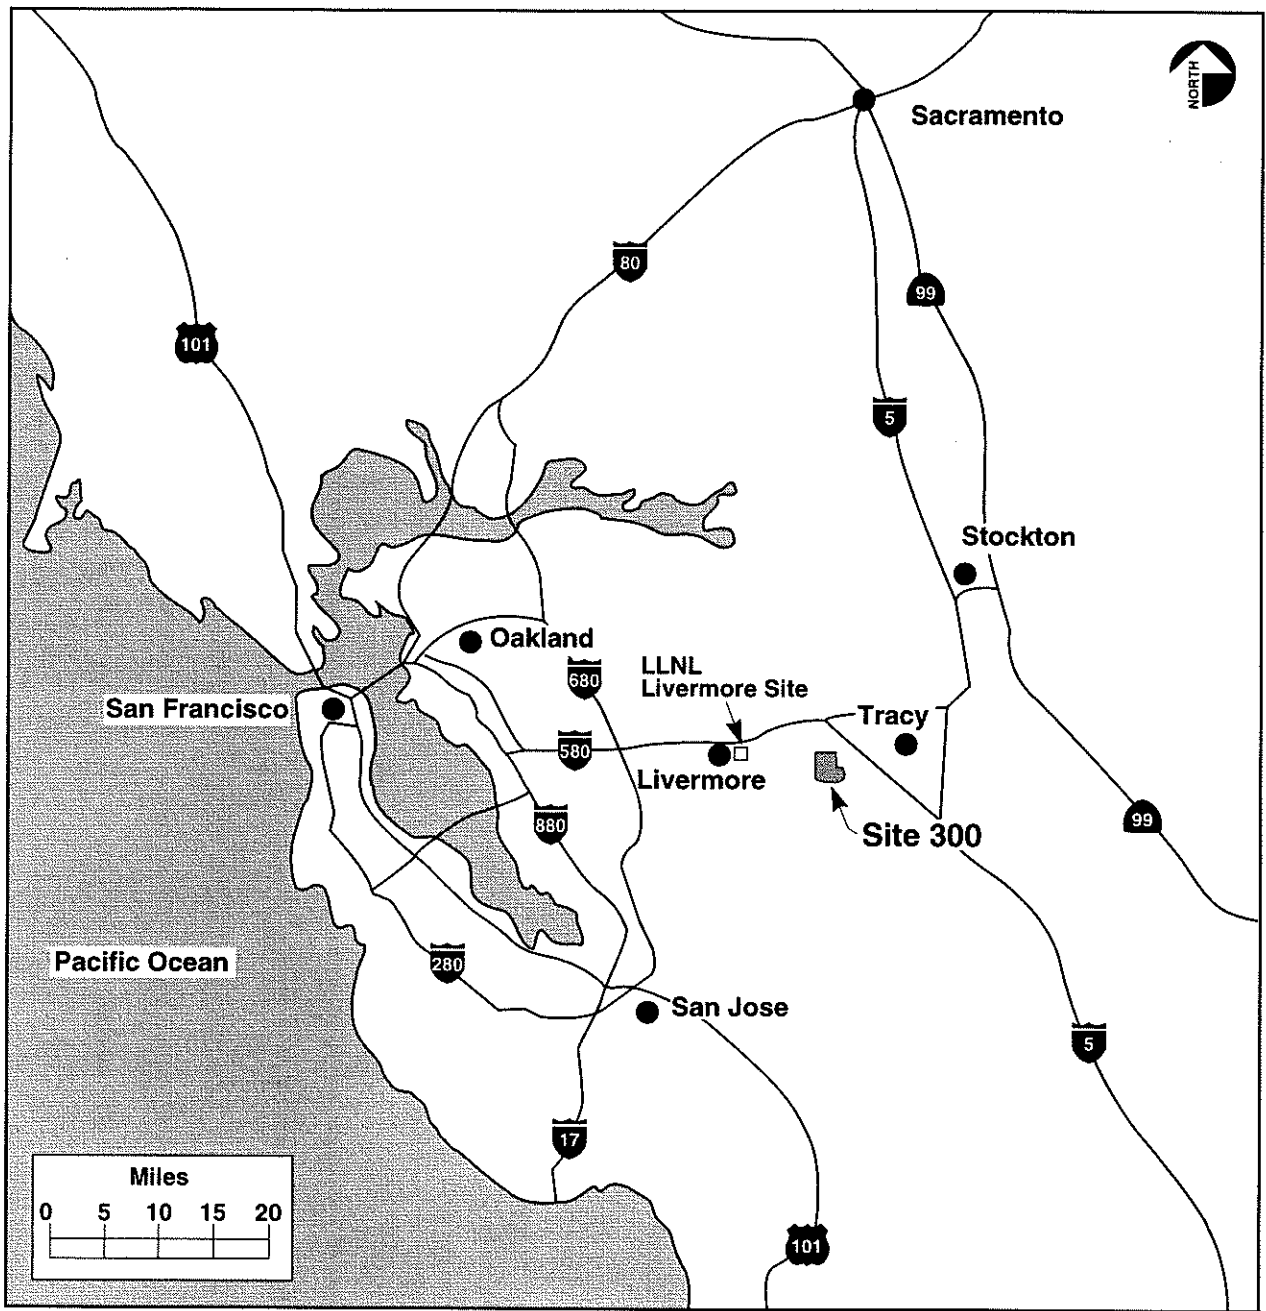 NORTH
Sacramento
80
99
101
5
Stockton
Oakland
680
LLNL
Livermore Site
San Francisco
Tracy
580
Livermore
880
Site 300
99
Pacific Ocean
280
San Jose
5
17
Miles
0 5 10 15 20
101